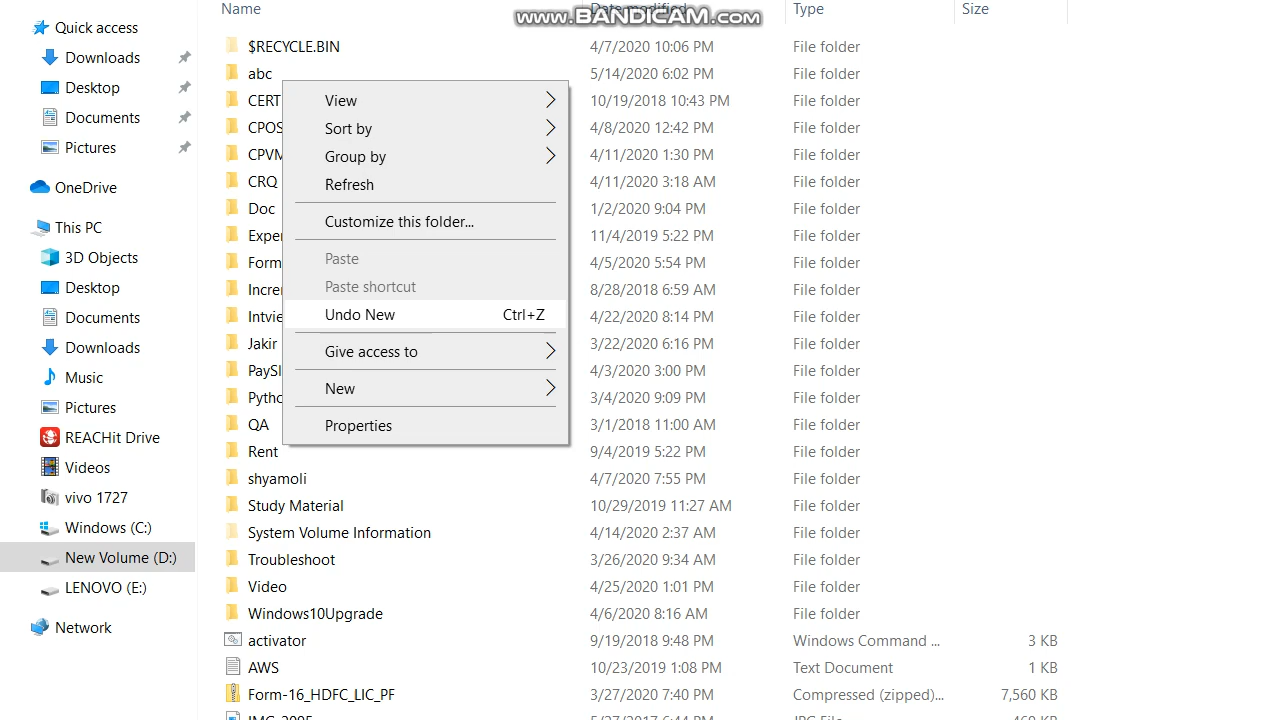 www.BANDICAM.com
Name Date modified Type Size
Quick access
Downloads
Desktop
Documents
Pictures
OneDrive
This PC
3D Objects
Desktop
Documents
Downloads
Music
Pictures
REACHit Drive
Videos
vivo 1727
Windows (C:)
New Volume (D:)
LENOVO (E:)
Network
$RECYCLE.BIN 4/7/2020 10:06 PM File folder
abc 5/14/2020 6:02 PM File folder
CERT 10/19/2018 10:43 PM File folder
CPOS 4/8/2020 12:42 PM File folder
CPVM 4/11/2020 1:30 PM File folder
CRQ 4/11/2020 3:18 AM File folder
Doc 1/2/2020 9:04 PM File folder
Exper 11/4/2019 5:22 PM File folder
Form 4/5/2020 5:54 PM File folder
Increr 8/28/2018 6:59 AM File folder
Intvie 4/22/2020 8:14 PM File folder
Jakir 3/22/2020 6:16 PM File folder
PaySl 4/3/2020 3:00 PM File folder
Pytho 3/4/2020 9:09 PM File folder
QA 3/1/2018 11:00 AM File folder
Rent 9/4/2019 5:22 PM File folder
shyamoli 4/7/2020 7:55 PM File folder
Study Material 10/29/2019 11:27 AM File folder
System Volume Information 4/14/2020 2:37 AM File folder
Troubleshoot 3/26/2020 9:34 AM File folder
Video 4/25/2020 1:01 PM File folder
Windows10Upgrade 4/6/2020 8:16 AM File folder
activator 9/19/2018 9:48 PM Windows Command ... 3 KB
AWS 10/23/2019 1:08 PM Text Document 1 KB
Form-16_HDFC_LIC_PF 3/27/2020 7:40 PM Compressed (zipped)... 7,560 KB
View
Sort by
Group by
Refresh
Customize this folder...
Paste
Paste shortcut
Undo New Ctrl+Z
Give access to
New
Properties